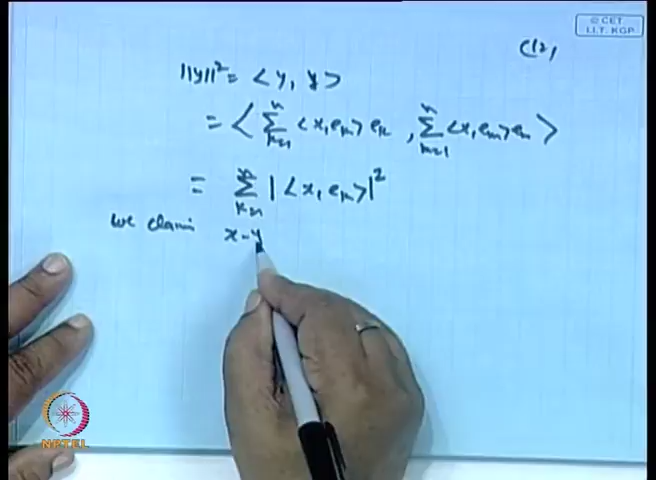 © CET
I.I.T. KGP
(12)
||y||² = <y, y>
= < Σ_{k=1}^{n} <x, e_k> e_k , Σ_{m=1}^{n} <x, e_m> e_m >
= Σ_{k=1}^{n} |<x, e_k>|²
we claim x-y
NPTEL